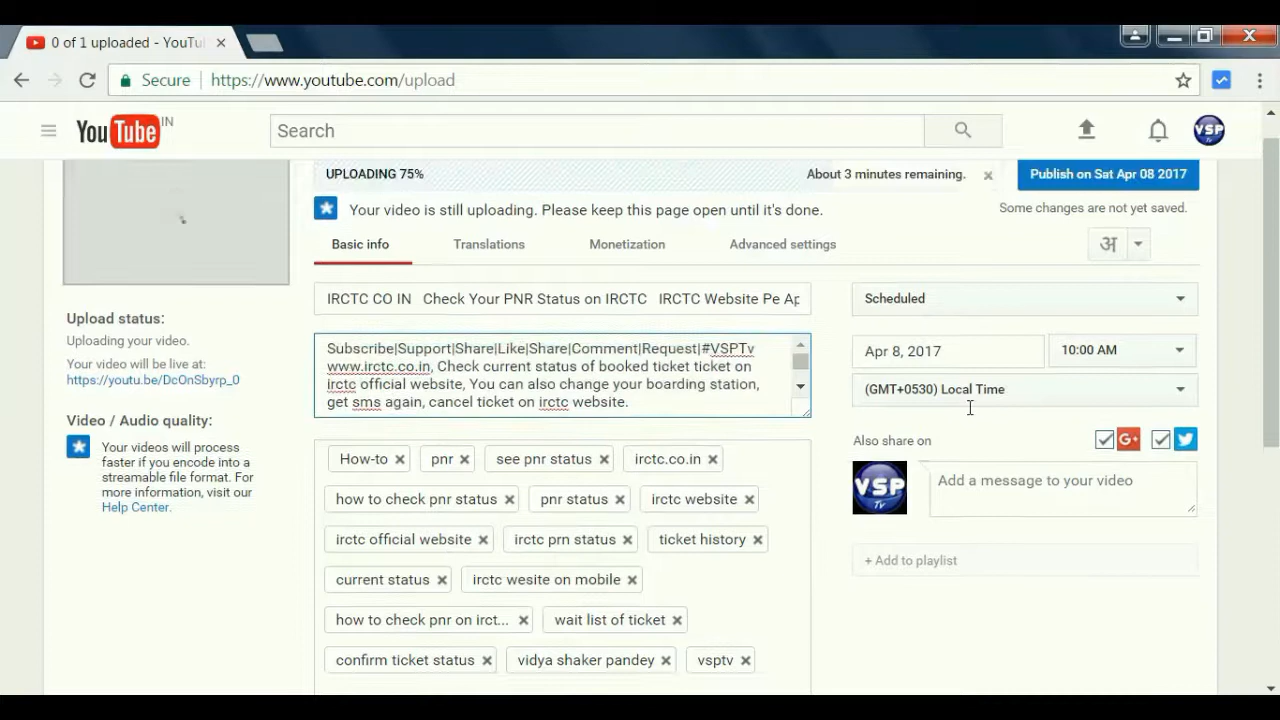 0 of 1 uploaded - YouTu
Secure https://www.youtube.com/upload
YouTube IN
Search
VSP
UPLOADING 75% About 3 minutes remaining.
Publish on Sat Apr 08 2017
Your video is still uploading. Please keep this page open until it's done.
Some changes are not yet saved.
Basic info Translations Monetization Advanced settings
अ
Upload status:
Uploading your video.
Your video will be live at:
https://youtu.be/DcOnSbyrp_0
Video / Audio quality:
Your videos will process
faster if you encode into a
streamable file format. For
more information, visit our
Help Center.
IRCTC CO IN Check Your PNR Status on IRCTC IRCTC Website Pe Ap
Subscribe|Support|Share|Like|Share|Comment|Request|#VSPTv
www.irctc.co.in, Check current status of booked ticket ticket on
irctc official website, You can also change your boarding station,
get sms again, cancel ticket on irctc website.
How-to pnr see pnr status irctc.co.in
how to check pnr status pnr status irctc website
irctc official website irctc prn status ticket history
current status irctc wesite on mobile
how to check pnr on irct... wait list of ticket
confirm ticket status vidya shaker pandey vsptv
Scheduled
Apr 8, 2017 10:00 AM
(GMT+0530) Local Time
Also share on G+
VSP
Tv
Add a message to your video
+ Add to playlist